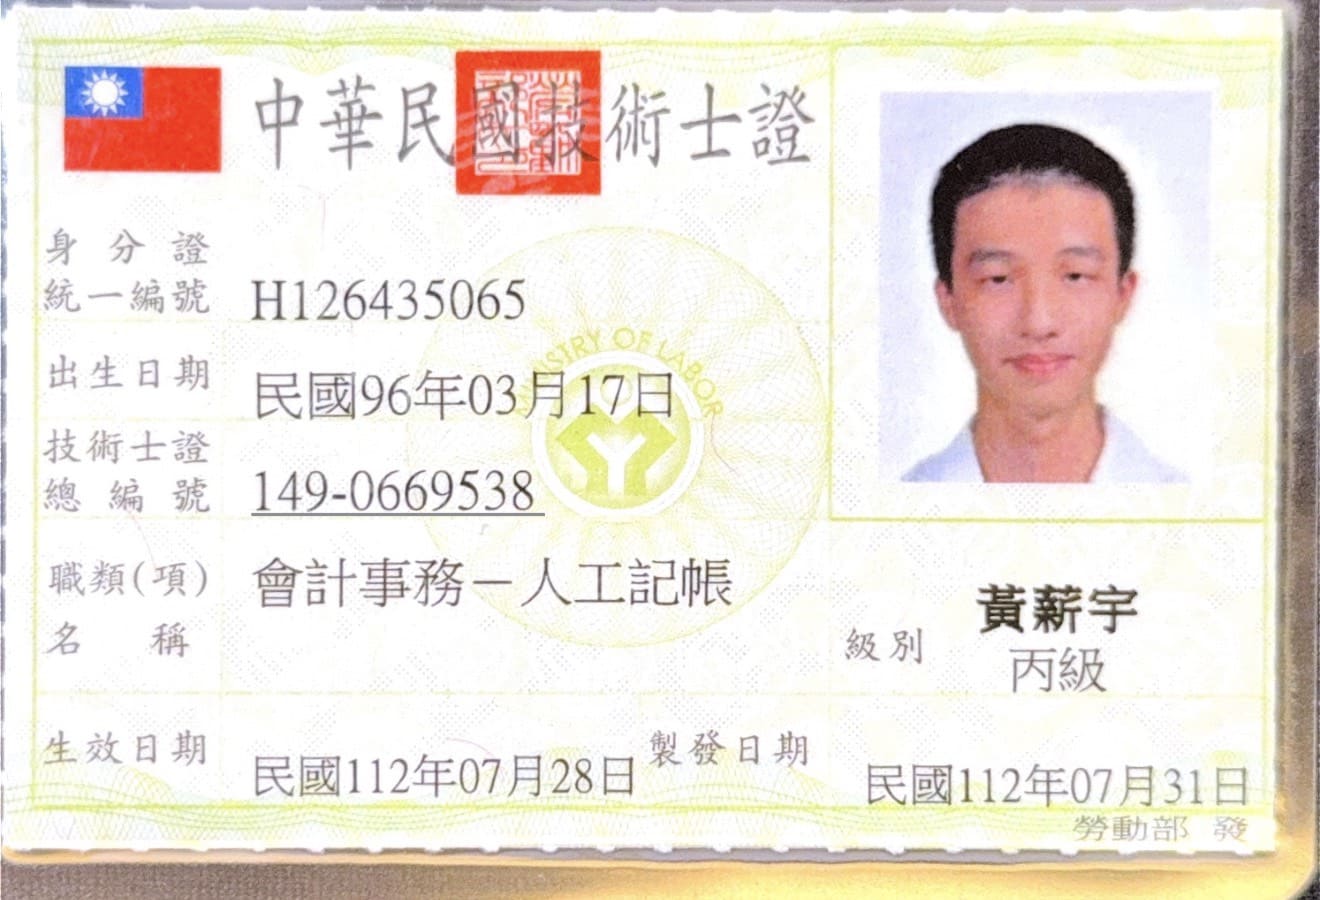 中華民國技術士證
身分證
統一編號 H126435065
出生日期 民國96年03月17日
技術士證
總編號 149-0669538
MINISTRY OF LABOR
職類(項) 會計事務－人工記帳
名稱
黃薪宇
級別 丙級
生效日期 民國112年07月28日 製發日期 民國112年07月31日
勞動部 發